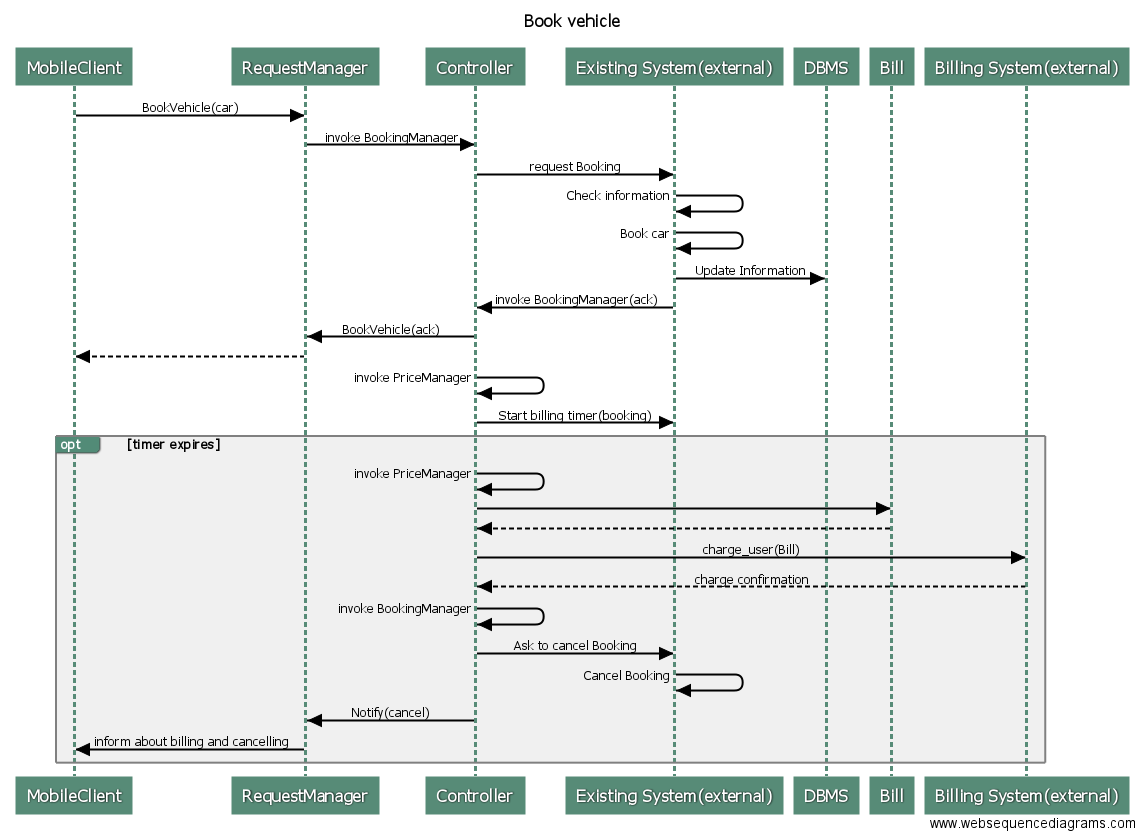 Book vehicle
MobileClient
RequestManager
Controller
Existing System(external)
DBMS
Bill
Billing System(external)
BookVehicle(car)
invoke BookingManager
request Booking
Check information
Book car
Update Information
invoke BookingManager(ack)
BookVehicle(ack)
invoke PriceManager
Start billing timer(booking)
opt
[timer expires]
invoke PriceManager
charge_user(Bill)
charge confirmation
invoke BookingManager
Ask to cancel Booking
Cancel Booking
Notify(cancel)
inform about billing and cancelling
MobileClient
RequestManager
Controller
Existing System(external)
DBMS
Bill
Billing System(external)
www.websequencediagrams.com